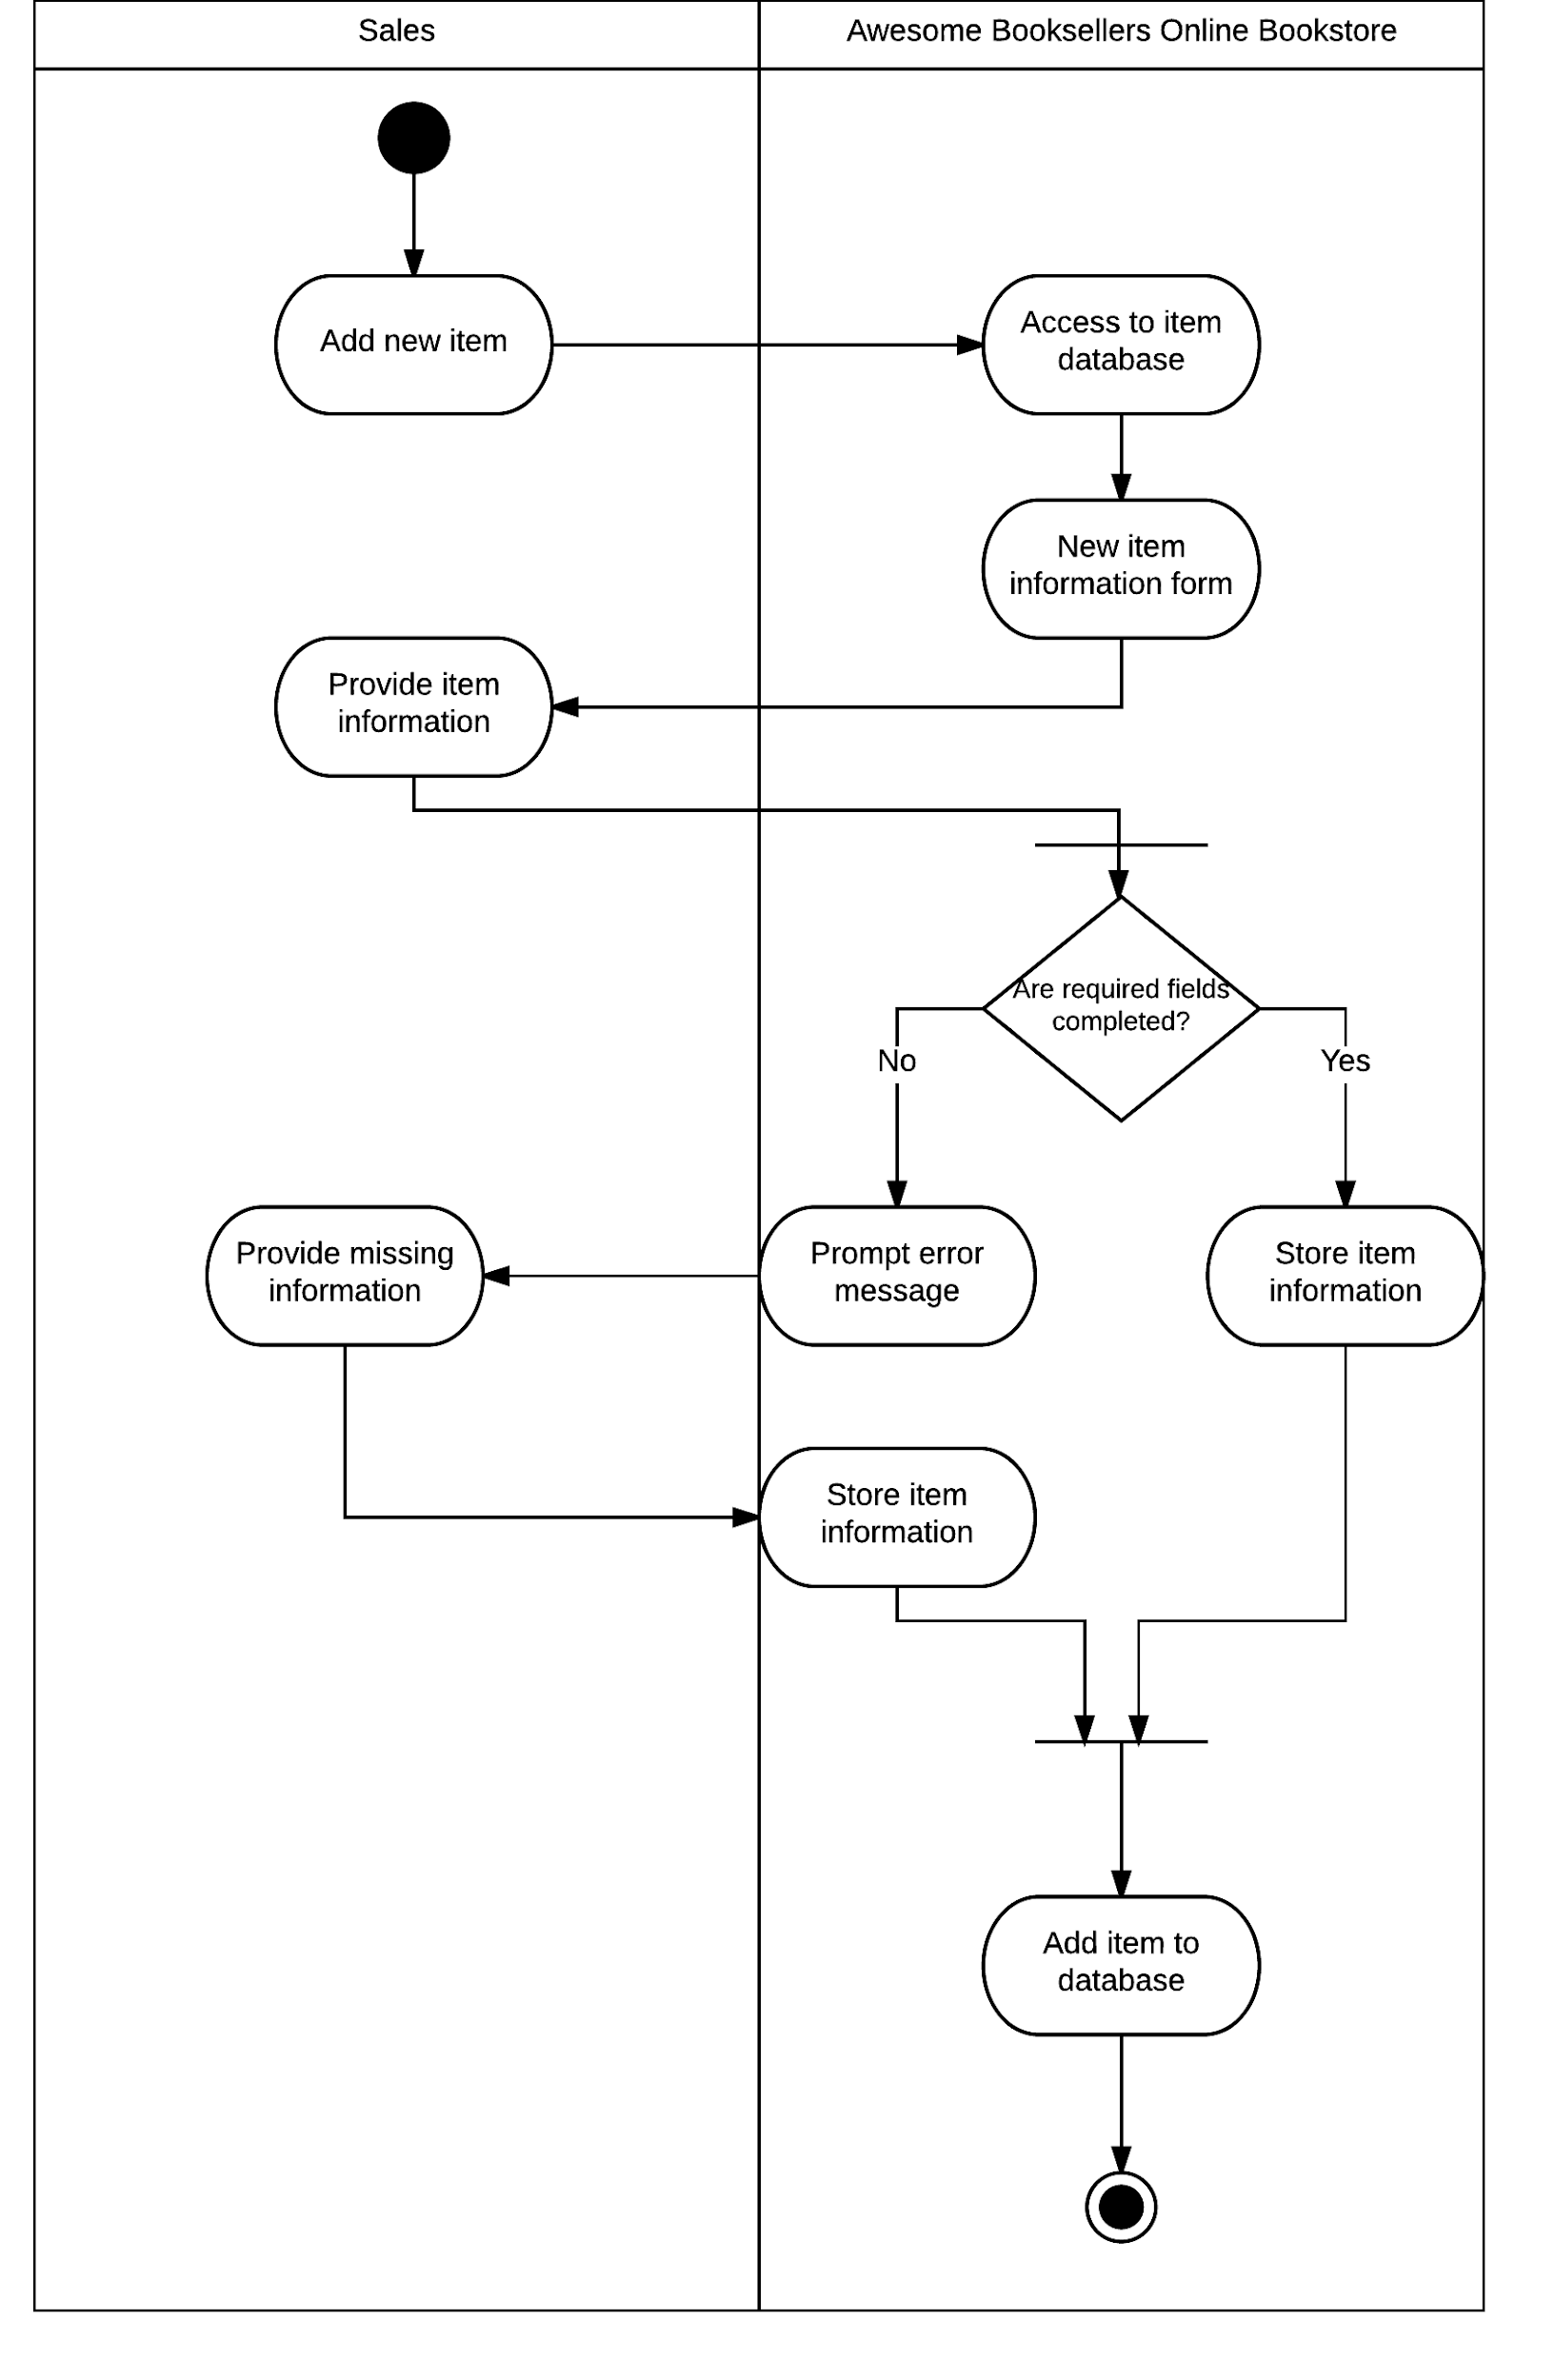 Sales
Awesome Booksellers Online Bookstore
Add new item
Access to item
database
New item
information form
Provide item
information
Are required fields
completed?
No
Yes
Provide missing
information
Prompt error
message
Store item
information
Store item
information
Add item to
database